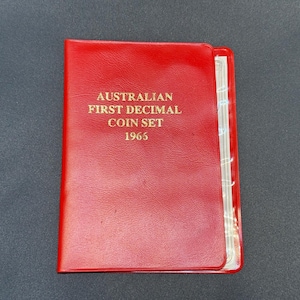 AUSTRALIAN
FIRST DECIMAL
COIN SET
1966